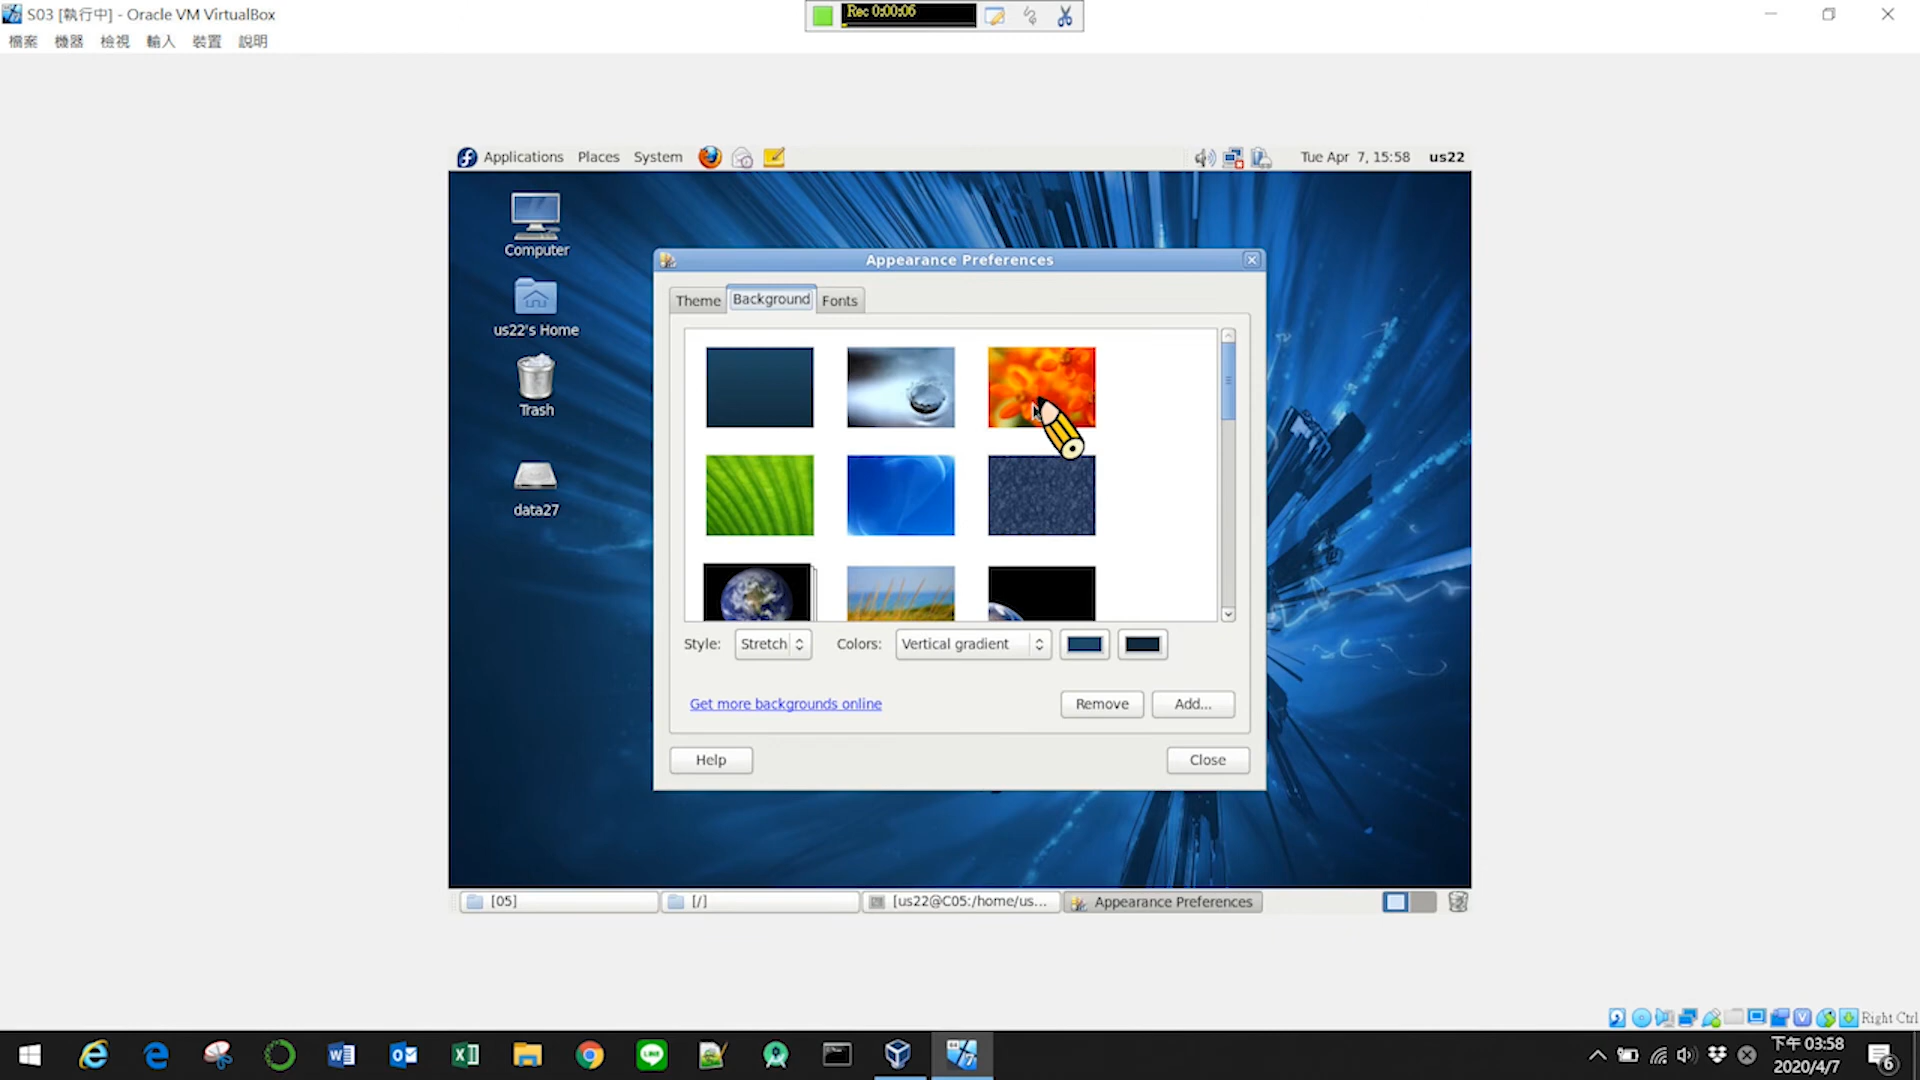 S03 [執行中] - Oracle VM VirtualBox
Rec 0:00:06
檔案 機器 檢視 輸入 裝置 說明
Applications Places System
Tue Apr 7, 15:58 us22
Computer
us22's Home
Trash
data27
Appearance Preferences
Theme Background Fonts
Style: Stretch Colors: Vertical gradient
Get more backgrounds online
Remove Add...
Help Close
[05] [/] [us22@C05:/home/us... Appearance Preferences
Right Ctrl
下午 03:58
2020/4/7
6